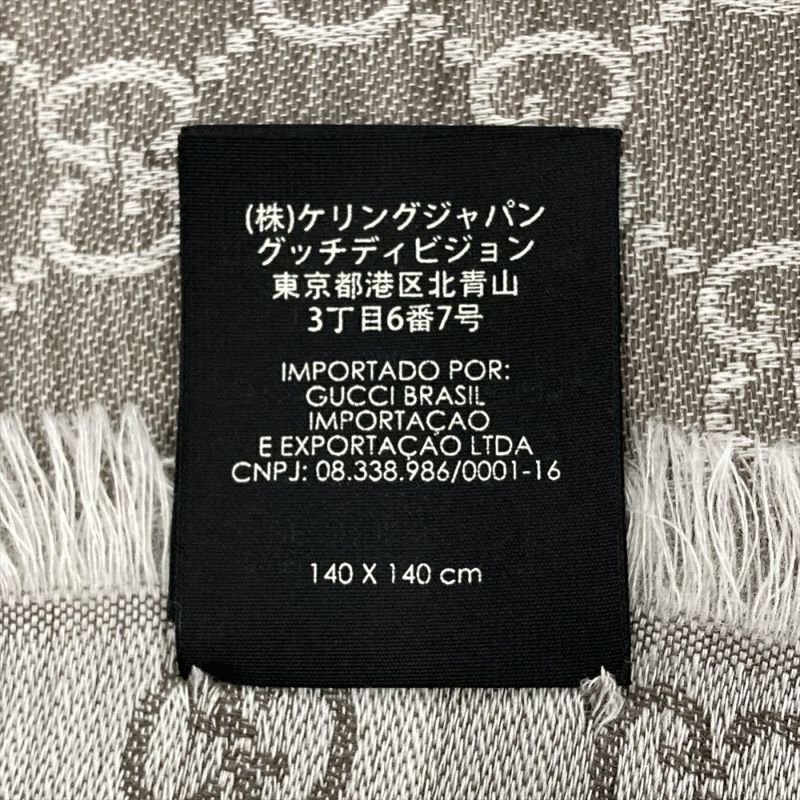 (株)ケリングジャパン
グッチディビジョン
東京都港区北青山
3丁目6番7号
IMPORTADO POR:
GUCCI BRASIL
IMPORTAÇAO
E EXPORTAÇAO LTDA
CNPJ: 08.338.986/0001-16
140 X 140 cm